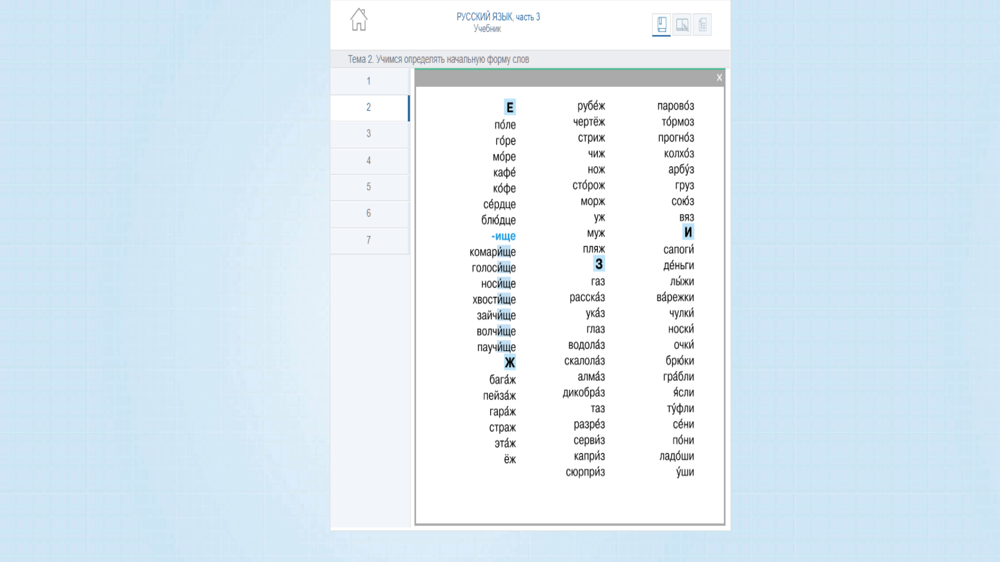 РУССКИЙ ЯЗЫК, часть 3
Учебник
Тема 2. Учимся определять начальную форму слов
1
2
3
4
5
6
7
X
Е
по́ле
го́ре
мо́ре
кафе́
ко́фе
се́рдце
блю́дце
-ище
комари́ще
голоси́ще
носи́ще
хвости́ще
зайчи́ще
волчи́ще
паучи́ще
Ж
бага́ж
пейза́ж
гара́ж
страж
эта́ж
ёж
рубе́ж
чертёж
стриж
чиж
нож
сто́рож
морж
уж
муж
пляж
З
газ
расска́з
ука́з
глаз
водола́з
скалола́з
алма́з
дикобра́з
таз
разре́з
серви́з
капри́з
сюрпри́з
парово́з
то́рмоз
прогно́з
колхо́з
арбу́з
груз
сою́з
вяз
И
сапоги́
де́ньги
лы́жи
ва́режки
чулки́
носки́
очки́
брю́ки
гра́бли
я́сли
ту́фли
се́ни
по́ни
ладо́ши
у́ши